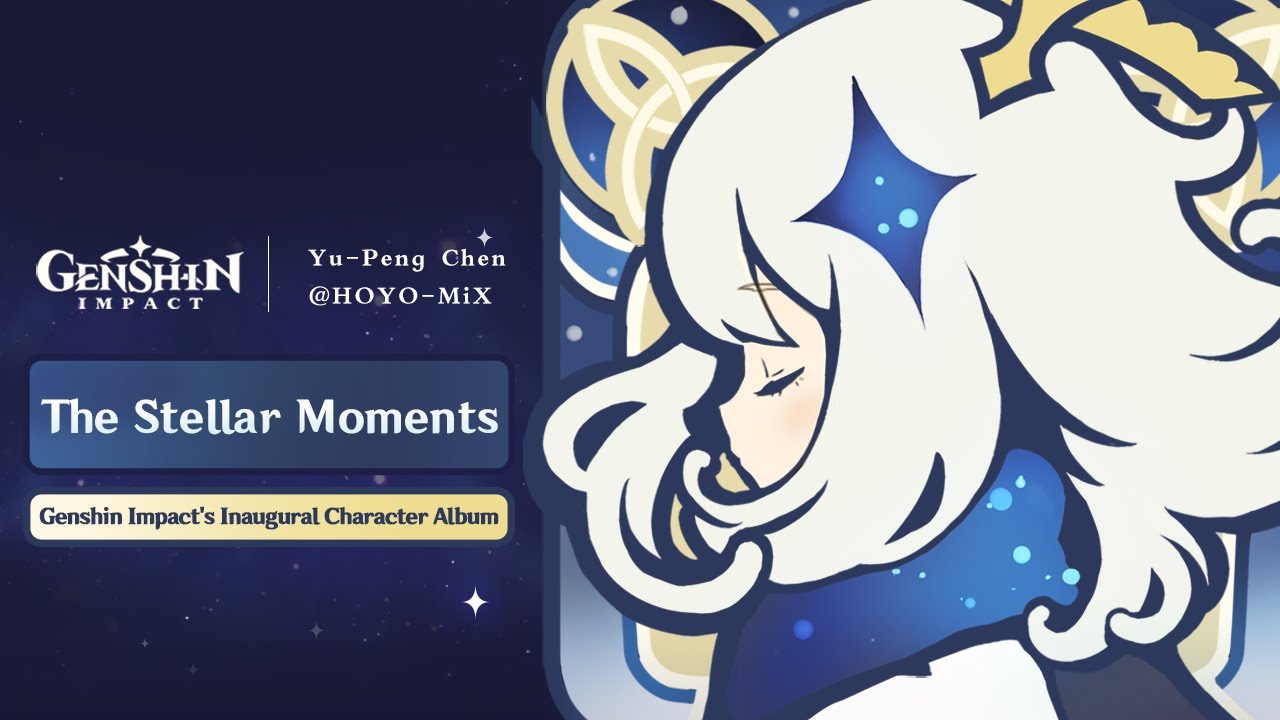 GENSHIN
IMPACT
Yu-Peng Chen
@HOYO-MiX
The Stellar Moments
Genshin Impact's Inaugural Character Album